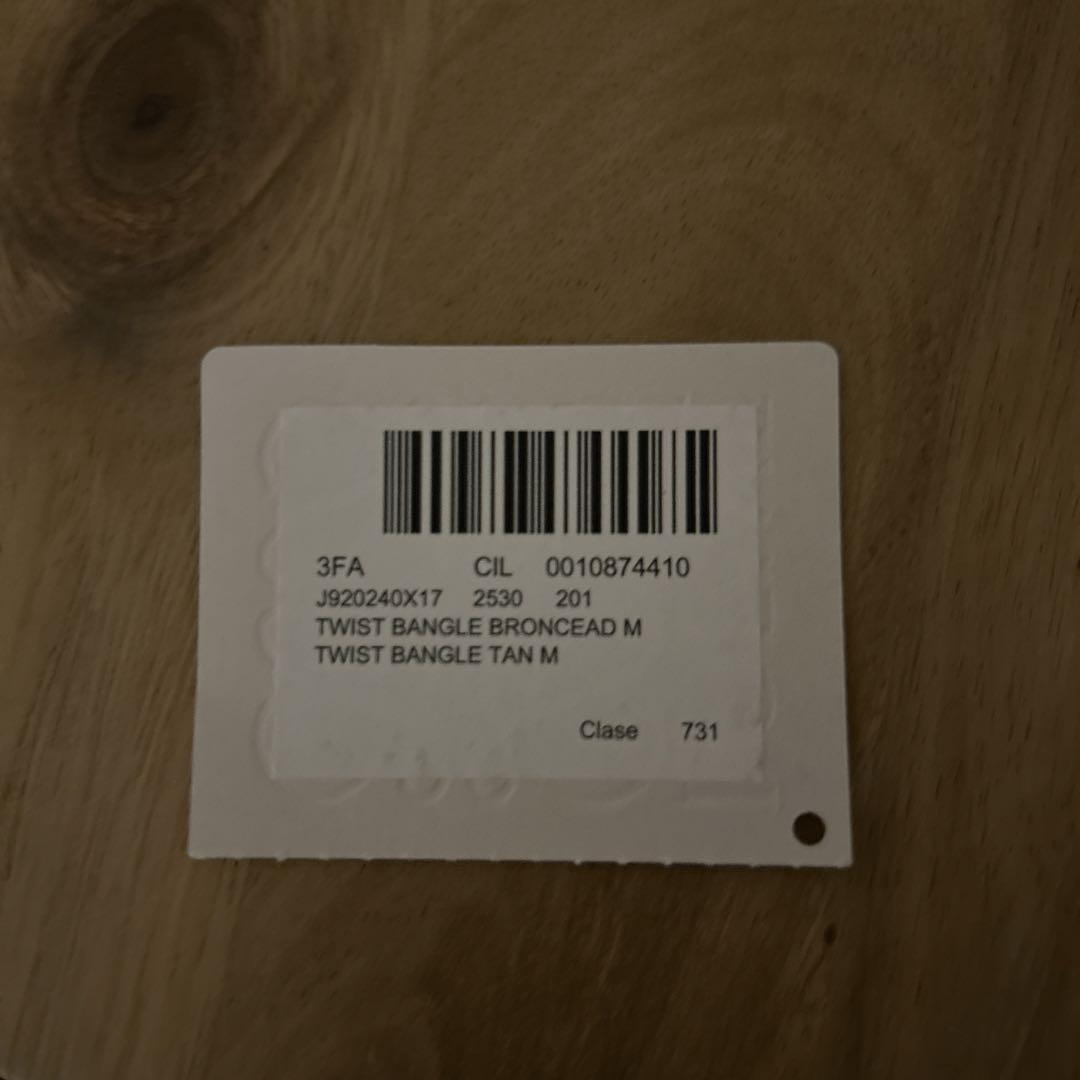 3FA CIL 0010874410
J920240X17 2530 201
TWIST BANGLE BRONCEAD M
TWIST BANGLE TAN M
Clase 731